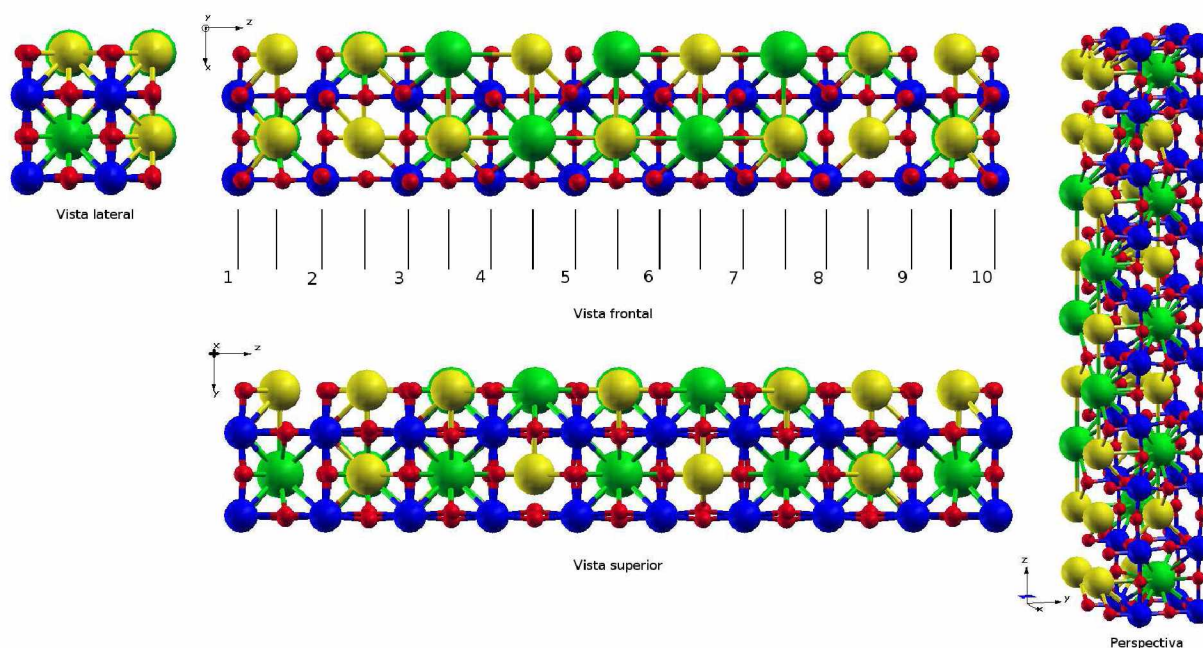 y
z
x
Vista lateral
1 2 3 4 5 6 7 8 9 10
Vista frontal
x
z
y
Vista superior
z
y
x
Perspectiva